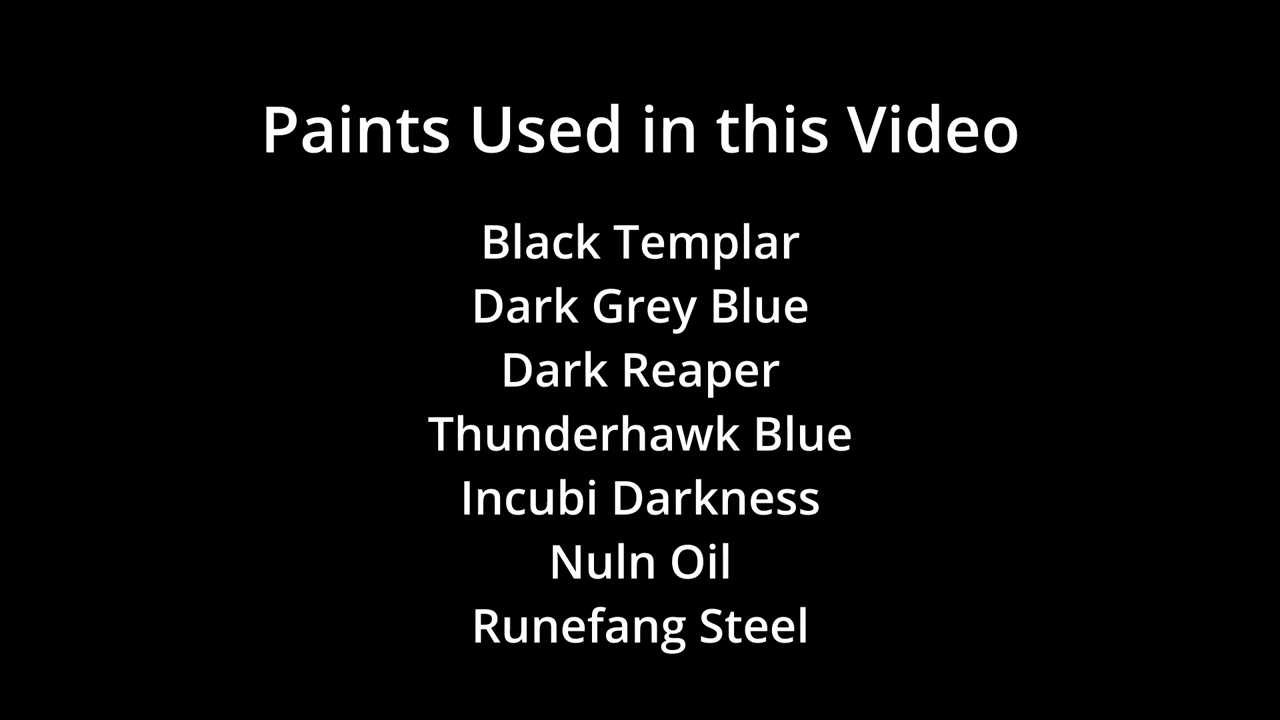 Paints Used in this Video
Black Templar
Dark Grey Blue
Dark Reaper
Thunderhawk Blue
Incubi Darkness
Nuln Oil
Runefang Steel